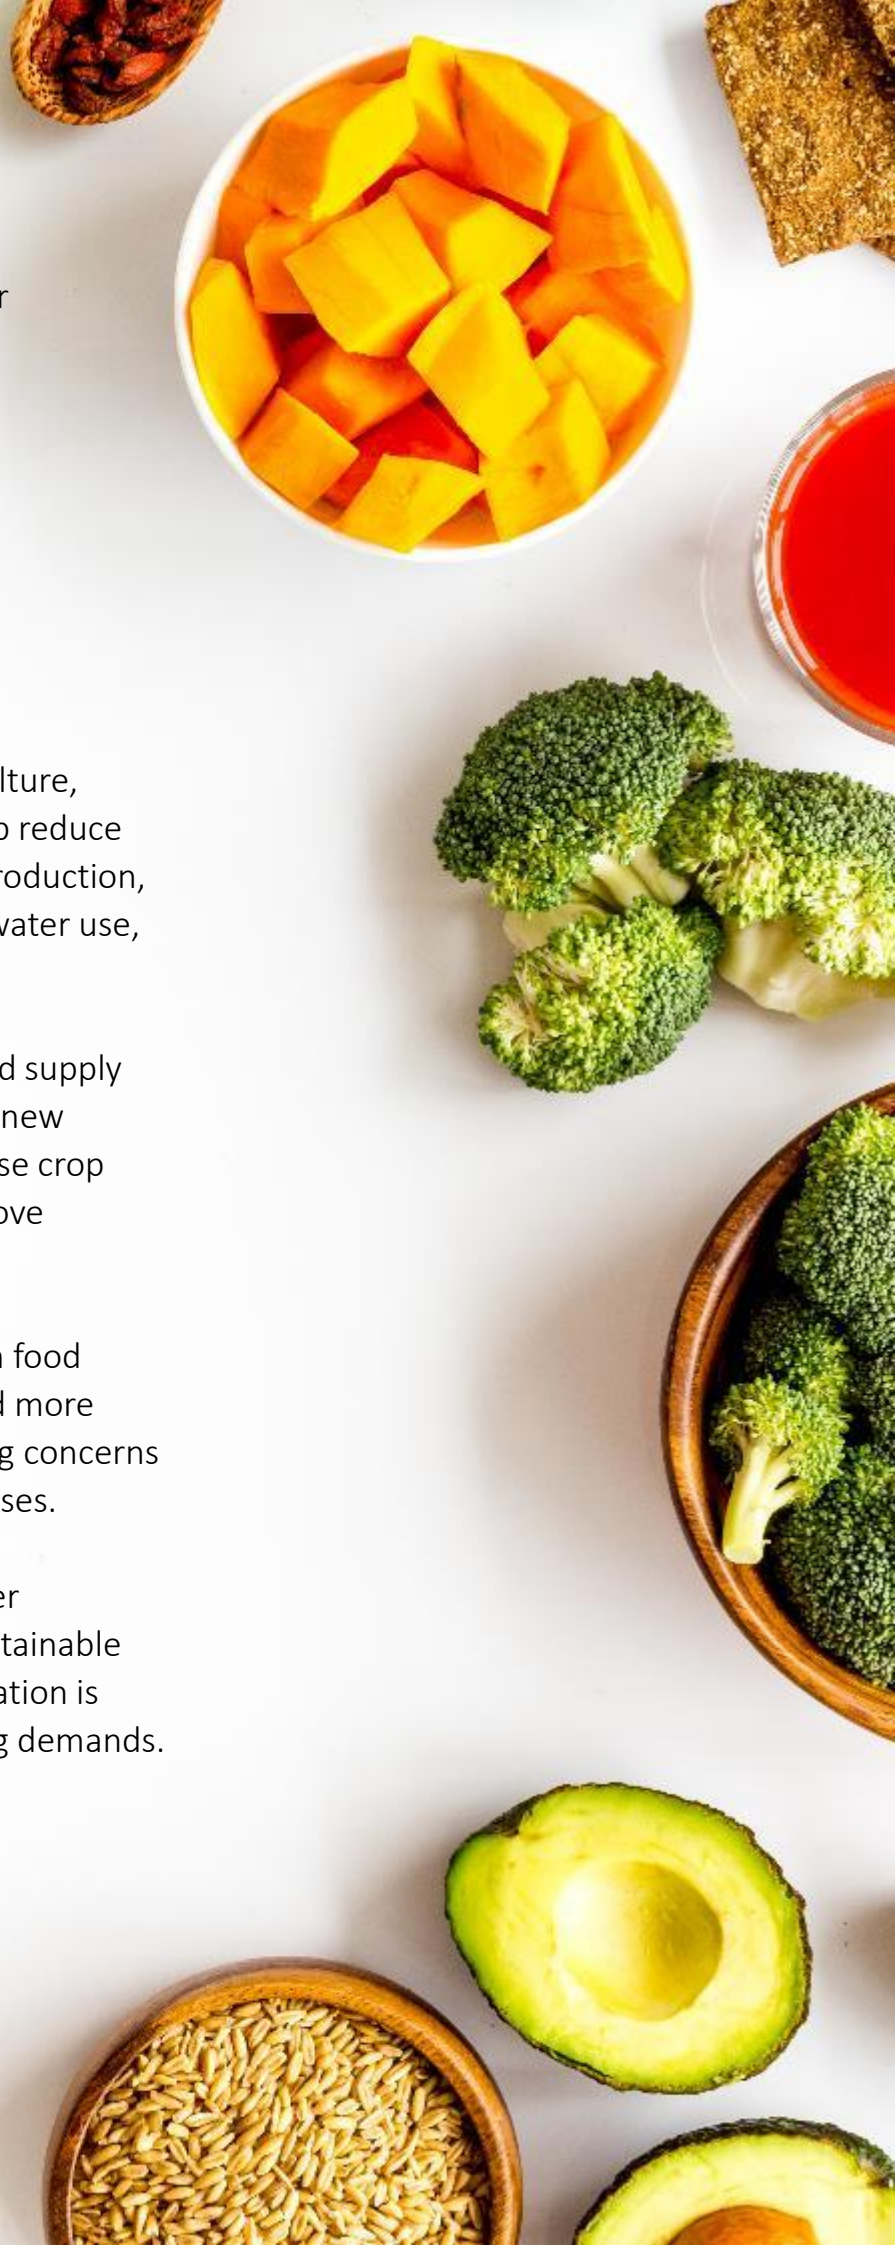 r
lture,
reduce
roduction,
water use,
d supply
new
se crop
ove
food
d more
g concerns
ses.
er
tainable
ation is
g demands.